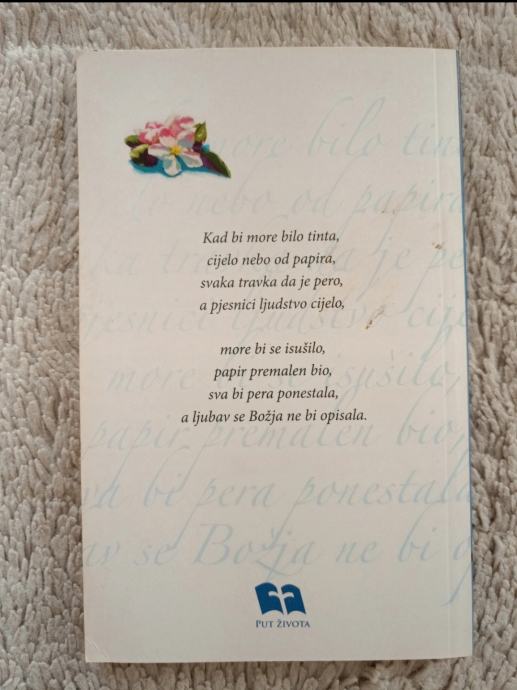 Kad bi more bilo tinta,
cijelo nebo od papira,
svaka travka da je pero,
a pjesnici ljudstvo cijelo,
more bi se isušilo,
papir premalen bio,
sva bi pera ponestala,
a ljubav se Božja ne bi opisala.
PUT ŽIVOTA